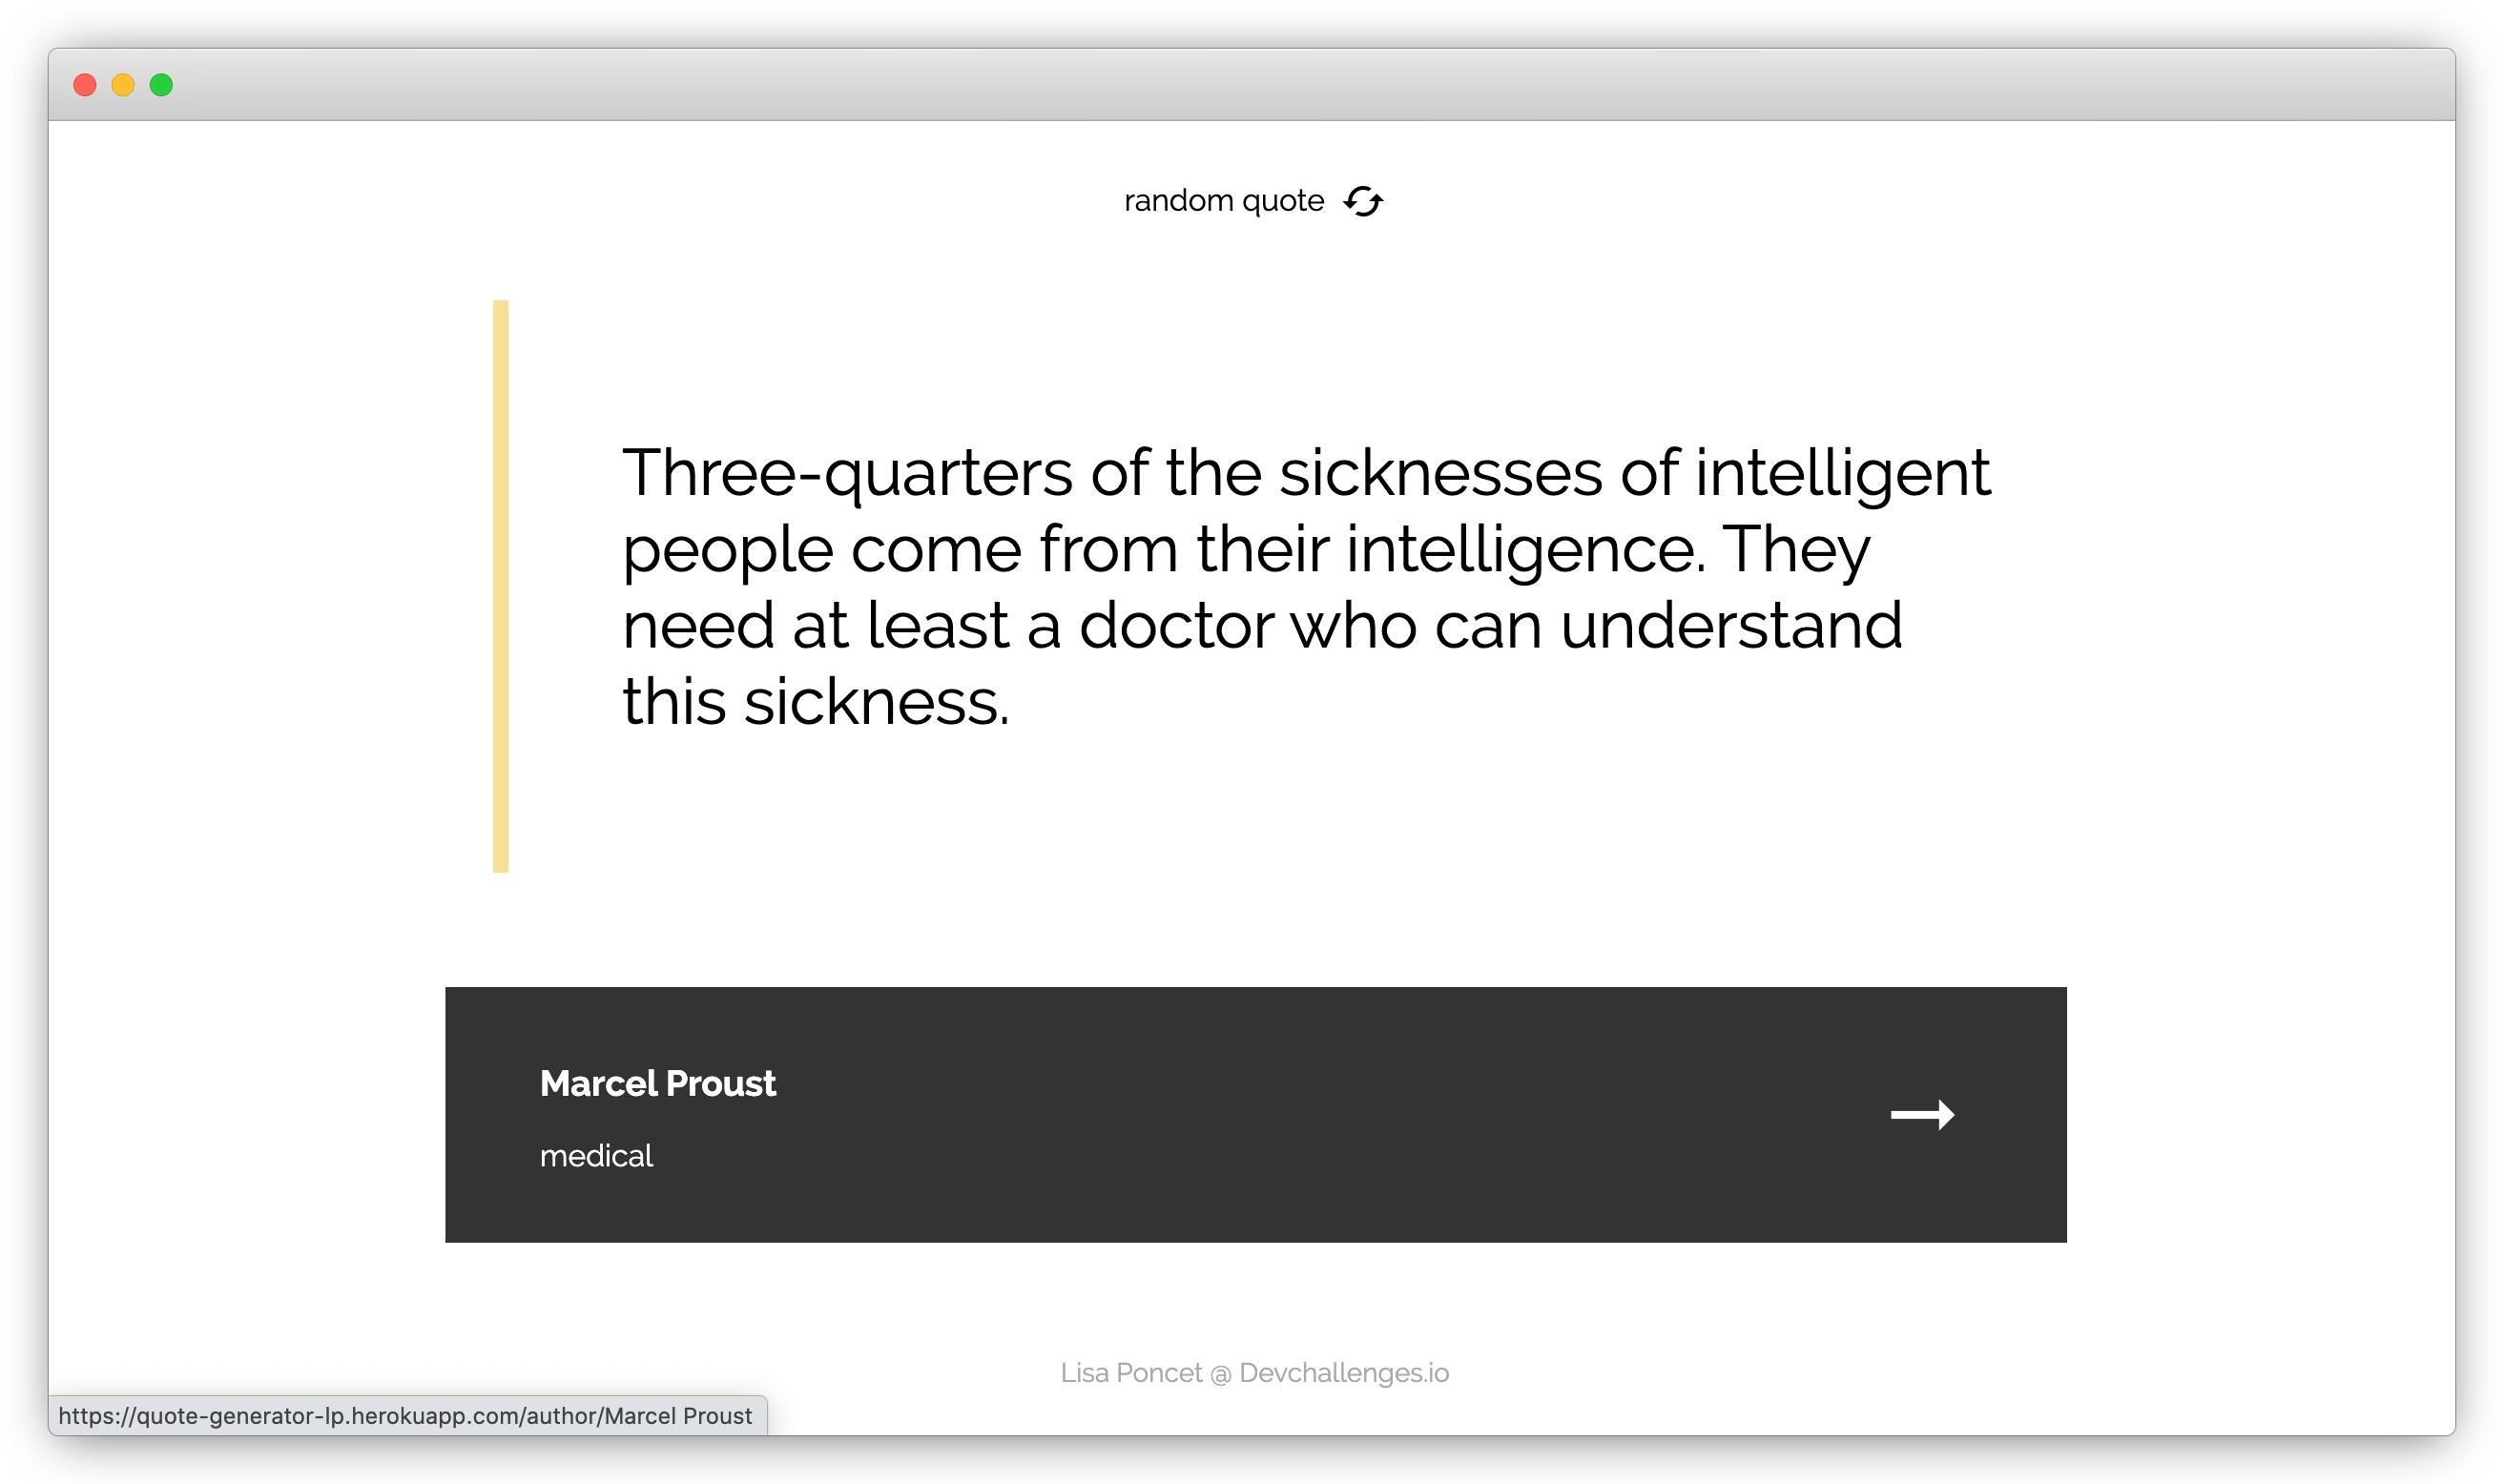 random quote
Three-quarters of the sicknesses of intelligent
people come from their intelligence. They
need at least a doctor who can understand
this sickness.
Marcel Proust
medical
Lisa Poncet @ Devchallenges.io
https://quote-generator-lp.herokuapp.com/author/Marcel Proust